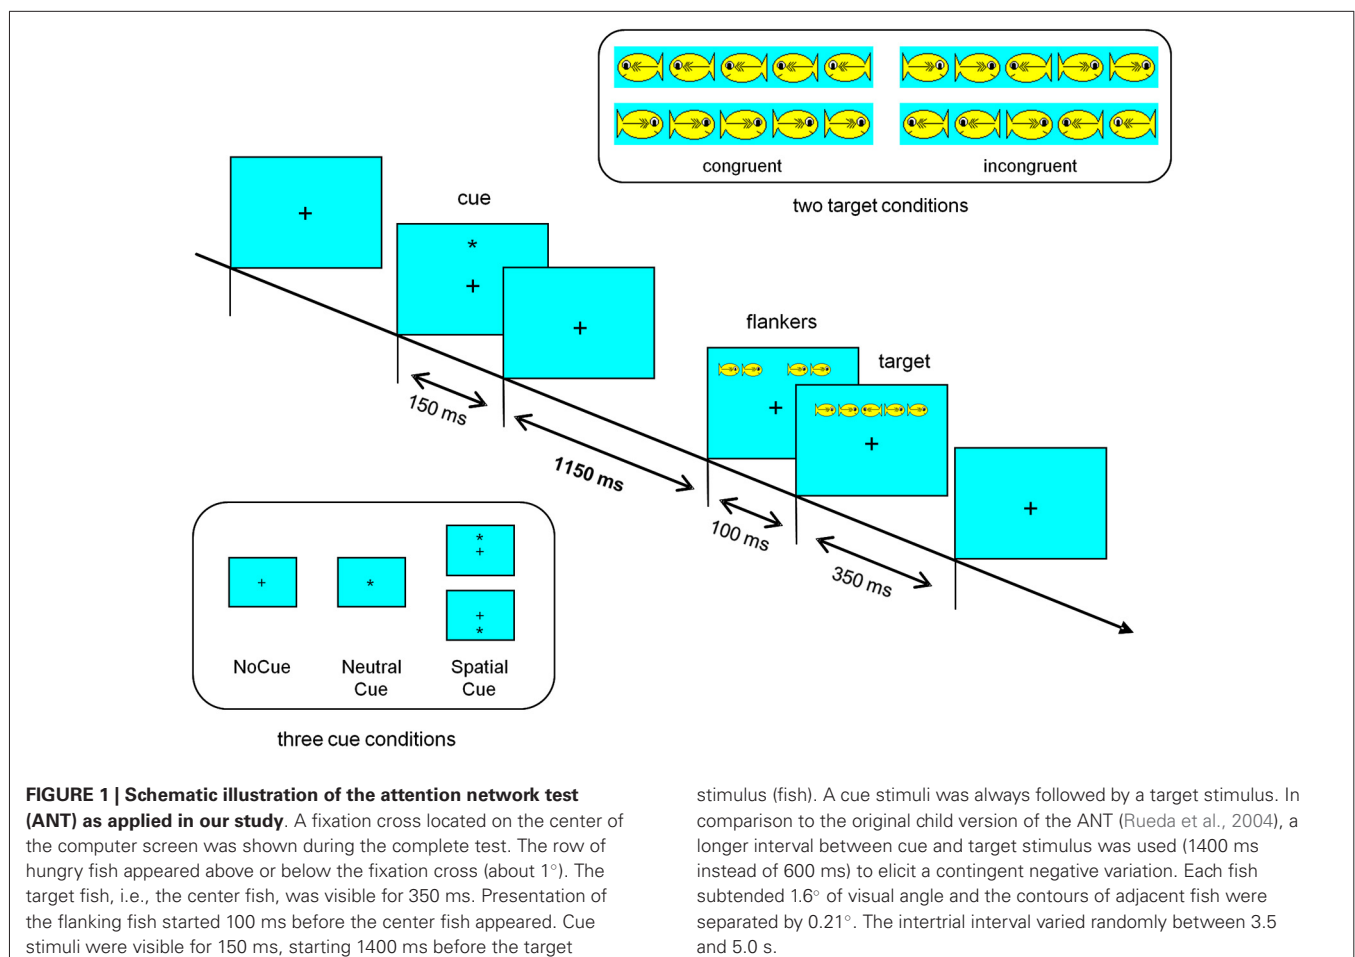 congruent
incongruent
two target conditions
cue
*
+
+
+
flankers
target
+
+
+
150 ms
1150 ms
100 ms
350 ms
+
*
*
+
+
*
NoCue
Neutral
Cue
Spatial
Cue
three cue conditions
FIGURE 1 | Schematic illustration of the attention network test
(ANT) as applied in our study. A fixation cross located on the center of
the computer screen was shown during the complete test. The row of
hungry fish appeared above or below the fixation cross (about 1°). The
target fish, i.e., the center fish, was visible for 350 ms. Presentation of
the flanking fish started 100 ms before the center fish appeared. Cue
stimuli were visible for 150 ms, starting 1400 ms before the target
stimulus (fish). A cue stimuli was always followed by a target stimulus. In
comparison to the original child version of the ANT (Rueda et al., 2004), a
longer interval between cue and target stimulus was used (1400 ms
instead of 600 ms) to elicit a contingent negative variation. Each fish
subtended 1.6° of visual angle and the contours of adjacent fish were
separated by 0.21°. The intertrial interval varied randomly between 3.5
and 5.0 s.